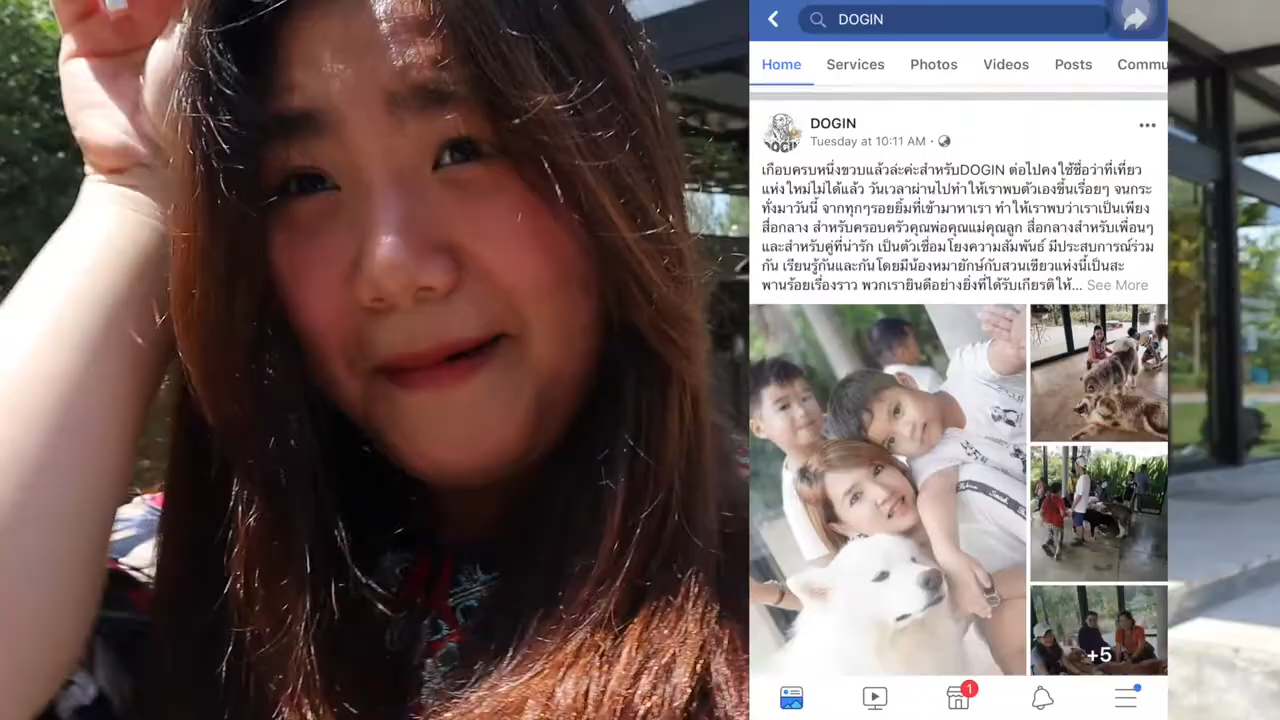 DOGIN
Home Services Photos Videos Posts Commu
DOGIN
Tuesday at 10:11 AM ·
เกือบครบหนึ่งขวบแล้วล่ะค่ะสำหรับDOGIN ต่อไปคงใช้ชื่อว่าที่เที่ยว
แห่งใหม่ไม่ได้แล้ว วันเวลาผ่านไปทำให้เราพบตัวเองขึ้นเรื่อยๆ จนกระ
ทั่งมาวันนี้ จากทุกๆรอยยิ้มที่เข้ามาหาเรา ทำให้เราพบว่าเราเป็นเพียง
สื่อกลาง สำหรับครอบครัวคุณพ่อคุณแม่คุณลูก สื่อกลางสำหรับเพื่อนๆ
และสำหรับคู่ที่น่ารัก เป็นตัวเชื่อมโยงความสัมพันธ์ มีประสบการณ์ร่วม
กัน เรียนรู้กันและกันโดยมีน้องหมายักษ์กับสวนเขียวแห่งนี้เป็นสะ
พานร้อยเรื่องราว พวกเรายินดีอย่างยิ่งที่ได้รับเกียรติให้... See More
+5
1